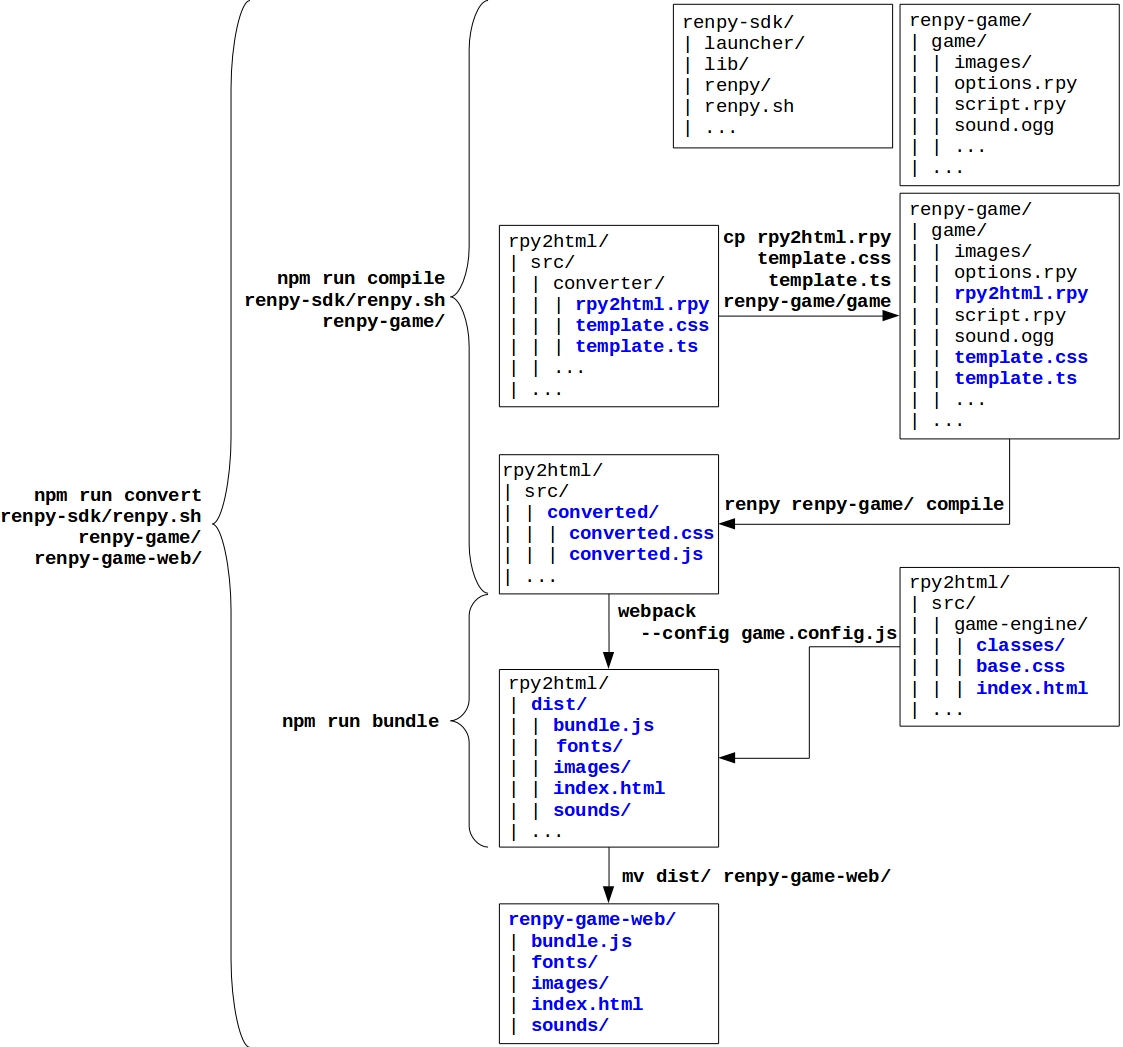 renpy-sdk/
| launcher/
| lib/
| renpy/
| renpy.sh
| ...
renpy-game/
| game/
| | images/
| | options.rpy
| | script.rpy
| | sound.ogg
| | ...
| ...
npm run compile
renpy-sdk/renpy.sh
renpy-game/
rpy2html/
| src/
| | converter/
| | | rpy2html.rpy
| | | template.css
| | | template.ts
| | ...
| ...
cp rpy2html.rpy
template.css
template.ts
renpy-game/game
renpy-game/
| game/
| | images/
| | options.rpy
| | rpy2html.rpy
| | script.rpy
| | sound.ogg
| | template.css
| | template.ts
| | ...
| ...
npm run convert
renpy-sdk/renpy.sh
renpy-game/
renpy-game-web/
rpy2html/
| src/
| | converted/
| | | converted.css
| | | converted.js
| ...
renpy renpy-game/ compile
webpack
--config game.config.js
rpy2html/
| src/
| | game-engine/
| | | classes/
| | | base.css
| | | index.html
| ...
npm run bundle
rpy2html/
| dist/
| | bundle.js
| | fonts/
| | images/
| | index.html
| | sounds/
| ...
mv dist/ renpy-game-web/
renpy-game-web/
| bundle.js
| fonts/
| images/
| index.html
| sounds/